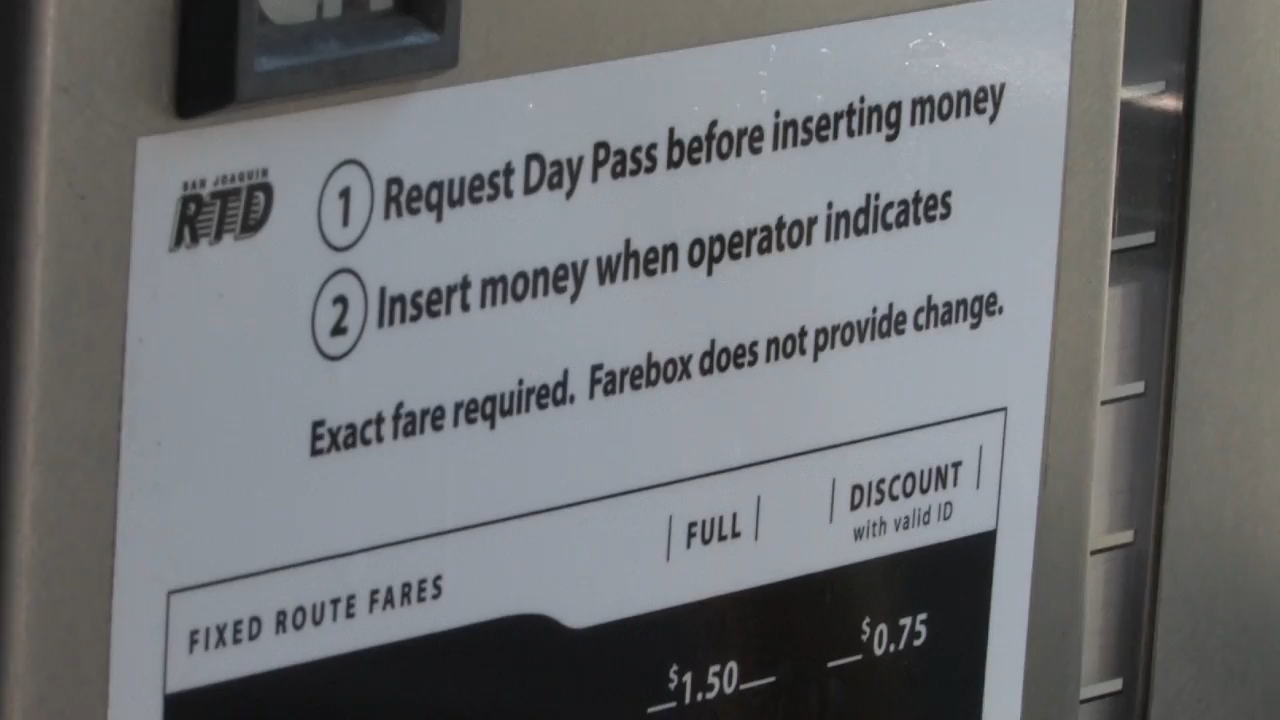 SAN JOAQUIN
RTD
1 Request Day Pass before inserting money
2 Insert money when operator indicates
Exact fare required. Farebox does not provide change.
FIXED ROUTE FARES | FULL | | DISCOUNT |
with valid ID
$1.50 $0.75